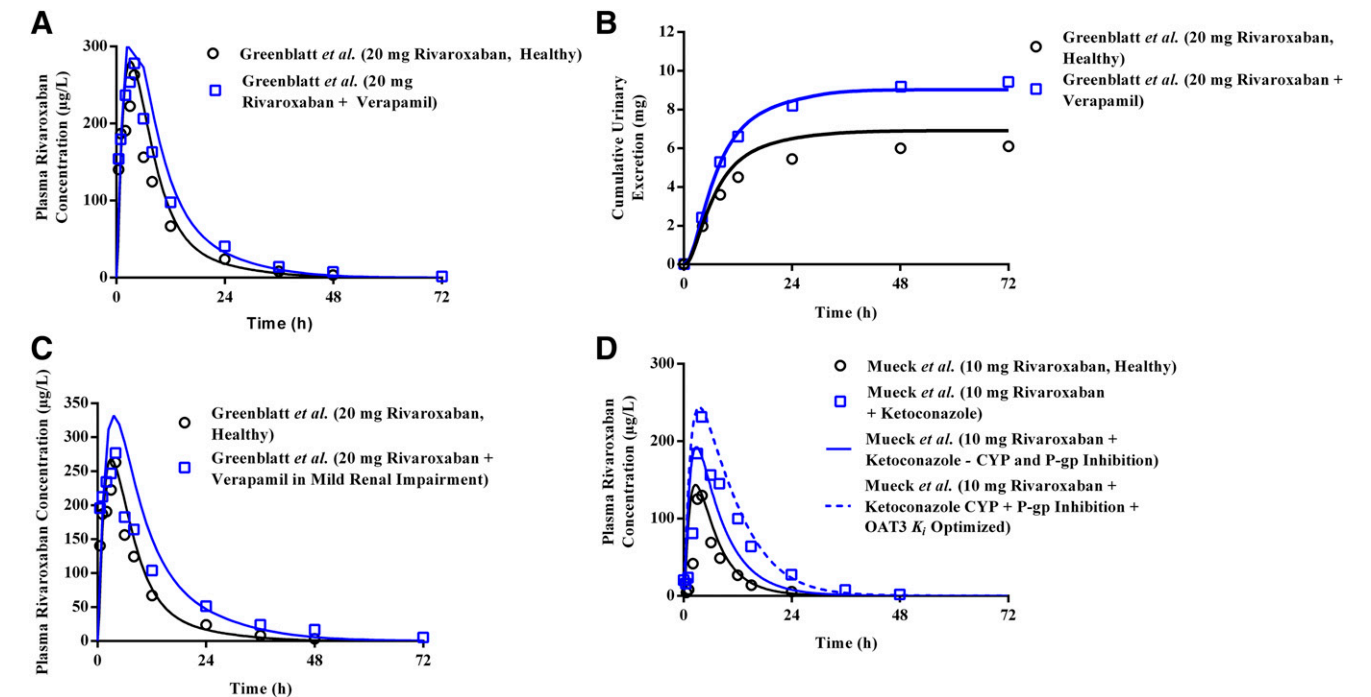 A
Plasma Rivaroxaban
Concentration (µg/L)
300
200
100
0
0
24
48
72
Time (h)
Greenblatt et al. (20 mg Rivaroxaban, Healthy)
Greenblatt et al. (20 mg
Rivaroxaban + Verapamil)
B
Cumulative Urinary
Excretion (mg)
12
10
8
6
4
2
0
0
24
48
72
Time (h)
Greenblatt et al. (20 mg Rivaroxaban,
Healthy)
Greenblatt et al. (20 mg Rivaroxaban +
Verapamil)
C
Plasma Rivaroxaban Concentration (µg/L)
350
300
250
200
150
100
50
0
0
24
48
72
Time (h)
Greenblatt et al. (20 mg Rivaroxaban,
Healthy)
Greenblatt et al. (20 mg Rivaroxaban +
Verapamil in Mild Renal Impairment)
D
Plasma Rivaroxaban
Concentration (µg/L)
300
200
100
0
0
24
48
72
Time (h)
Mueck et al. (10 mg Rivaroxaban, Healthy)
Mueck et al. (10 mg Rivaroxaban
+ Ketoconazole)
Mueck et al. (10 mg Rivaroxaban +
Ketoconazole - CYP and P-gp Inhibition)
Mueck et al. (10 mg Rivaroxaban +
Ketoconazole CYP + P-gp Inhibition +
OAT3 Ki Optimized)